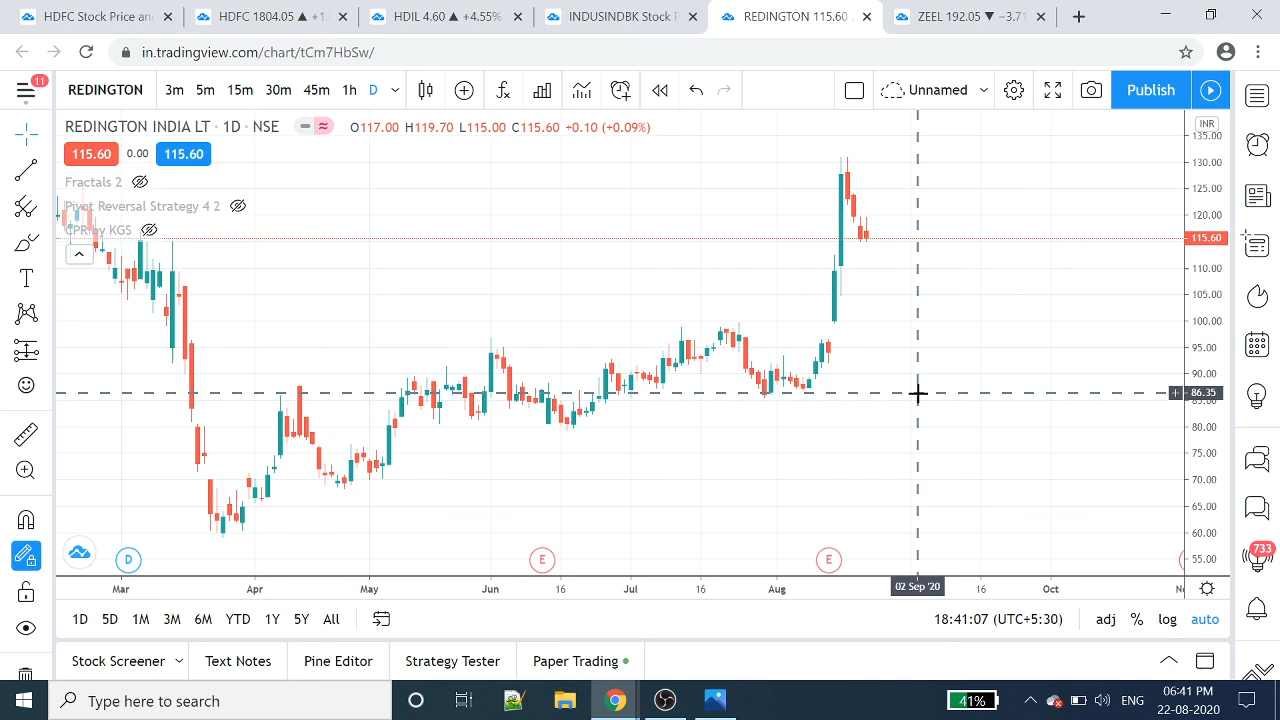 HDFC Stock Price an
HDFC 1804.05 ▲ +1.
HDIL 4.60 ▲ +4.55%
INDUSINDBK Stock P
REDINGTON 115.60
ZEEL 192.05 ▼ −3.71
in.tradingview.com/chart/tCm7HbSw/
11
REDINGTON
3m 5m 15m 30m 45m 1h D
Unnamed
Publish
REDINGTON INDIA LT · 1D · NSE
O117.00 H119.70 L115.00 C115.60 +0.10 (+0.09%)
INR
115.60 0.00 115.60
Fractals 2
Pivot Reversal Strategy 4 2
CPR by KGS
135.00
130.00
125.00
120.00
115.60
110.00
105.00
100.00
95.00
90.00
86.35
85.00
80.00
75.00
70.00
65.00
60.00
55.00
D
E
E
733
Mar Apr May Jun 16 Jul 16 Aug 02 Sep '20 16 Oct
1D 5D 1M 3M 6M YTD 1Y 5Y All
18:41:07 (UTC+5:30)
adj % log auto
Stock Screener
Text Notes
Pine Editor
Strategy Tester
Paper Trading
Type here to search
41%
ENG
06:41 PM
22-08-2020